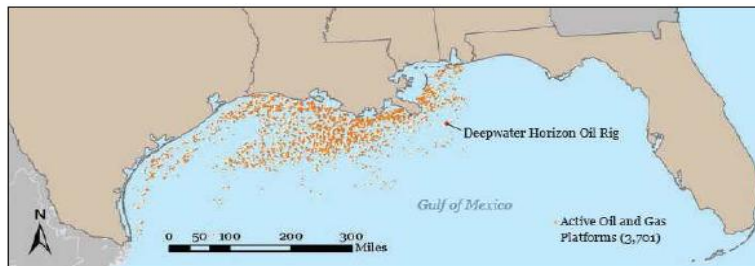 Deepwater Horizon Oil Rig
Gulf of Mexico
N
0 50 100 200 300
Miles
Active Oil and Gas
Platforms (3,701)